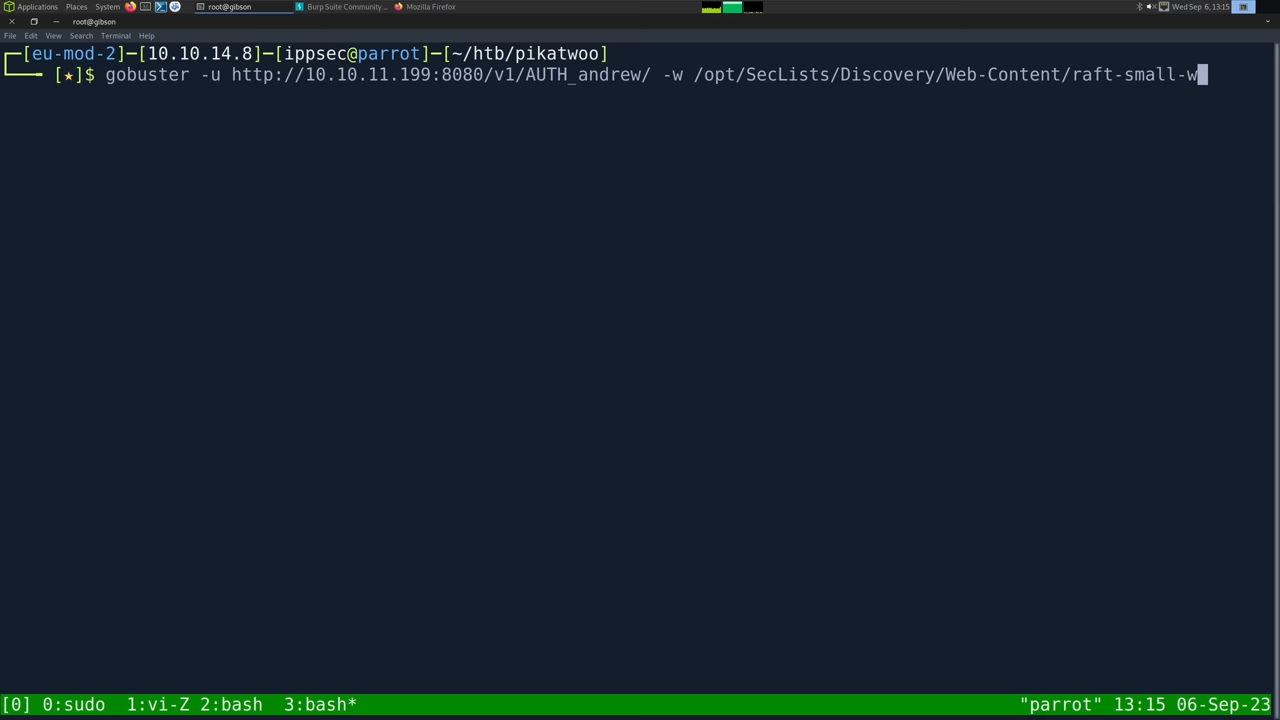 Applications Places System root@gibson Burp Suite Community ... Mozilla Firefox Wed Sep 6, 13:15
root@gibson
File Edit View Search Terminal Help
┌─[eu-mod-2]─[10.10.14.8]─[ippsec@parrot]─[~/htb/pikatwoo]
└──╼ [★]$ gobuster -u http://10.10.11.199:8080/v1/AUTH_andrew/ -w /opt/SecLists/Discovery/Web-Content/raft-small-w
[0] 0:sudo 1:vi-Z 2:bash 3:bash* "parrot" 13:15 06-Sep-23